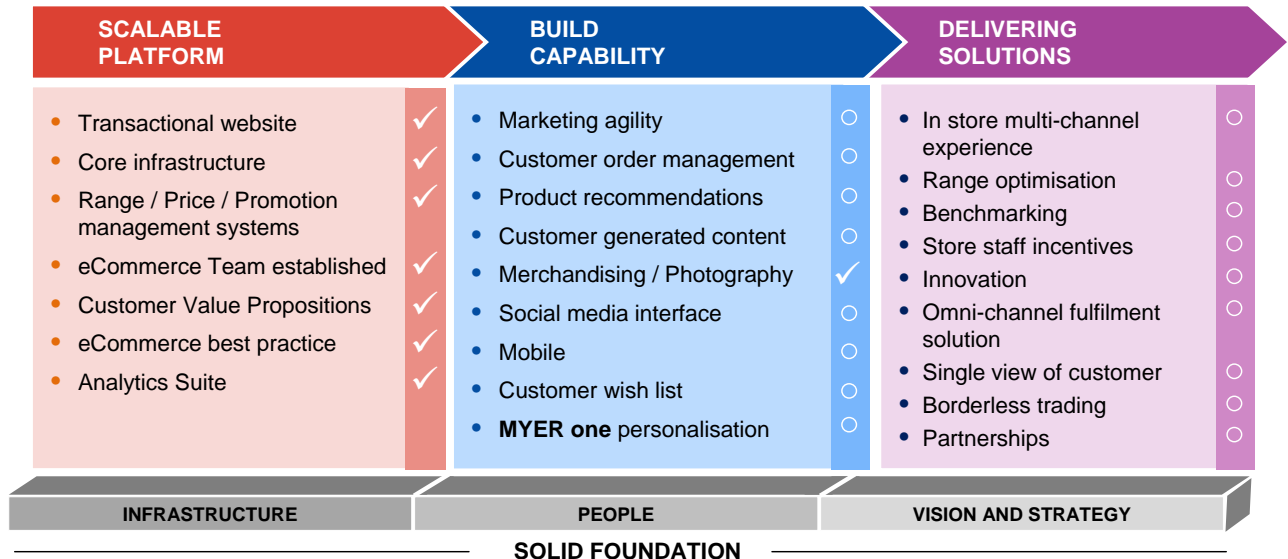 SCALABLE
PLATFORM
BUILD
CAPABILITY
DELIVERING
SOLUTIONS
• Transactional website ✓
• Core infrastructure ✓
• Range / Price / Promotion ✓
management systems
• eCommerce Team established ✓
• Customer Value Propositions ✓
• eCommerce best practice ✓
• Analytics Suite ✓
• Marketing agility ○
• Customer order management ○
• Product recommendations ○
• Customer generated content ○
• Merchandising / Photography ✓
• Social media interface ○
• Mobile ○
• Customer wish list ○
• MYER one personalisation ○
• In store multi-channel ○
experience
• Range optimisation ○
• Benchmarking ○
• Store staff incentives ○
• Innovation ○
• Omni-channel fulfilment ○
solution
• Single view of customer ○
• Borderless trading ○
• Partnerships ○
INFRASTRUCTURE
PEOPLE
VISION AND STRATEGY
SOLID FOUNDATION